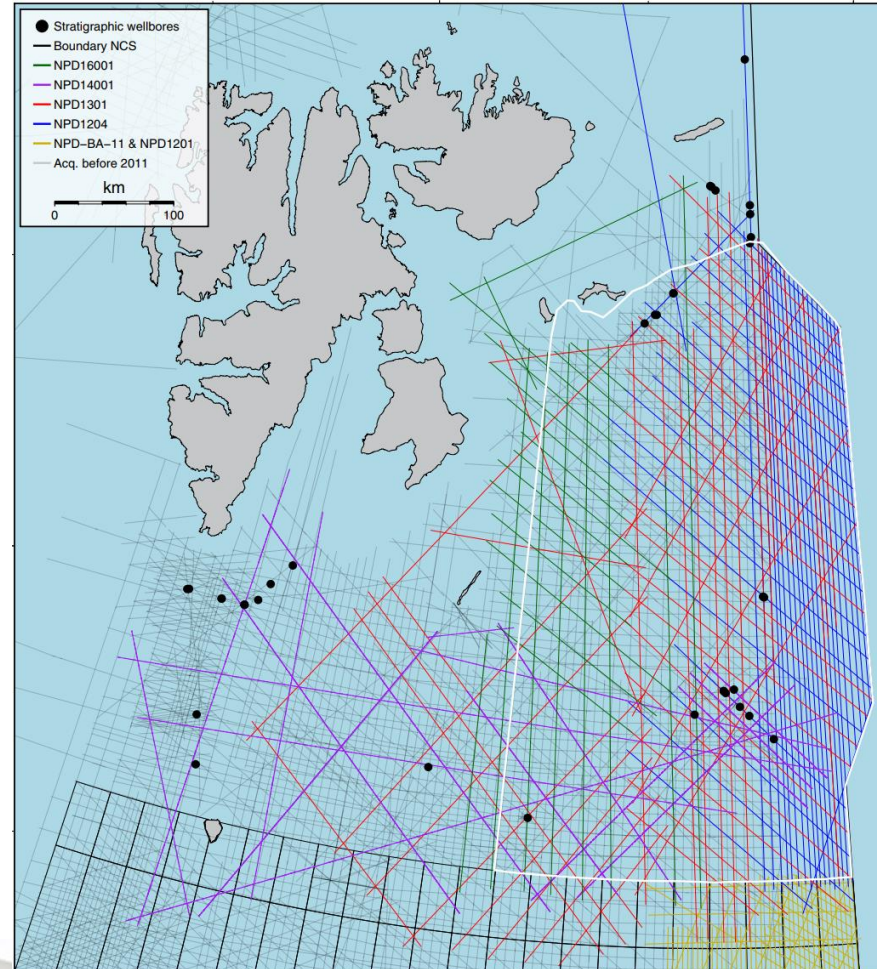 Stratigraphic wellbores
Boundary NCS
NPD16001
NPD14001
NPD1301
NPD1204
NPD−BA−11 & NPD1201
Acq. before 2011
km
0 100